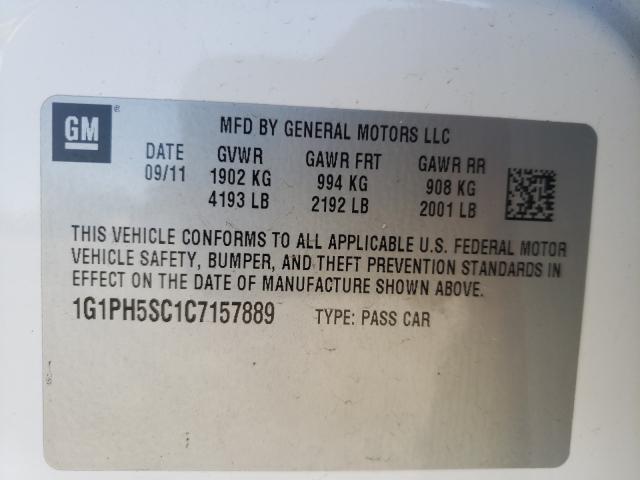 GM®
MFD BY GENERAL MOTORS LLC
DATE GVWR GAWR FRT GAWR RR
09/11 1902 KG 994 KG 908 KG
4193 LB 2192 LB 2001 LB
THIS VEHICLE CONFORMS TO ALL APPLICABLE U.S. FEDERAL MOTOR
VEHICLE SAFETY, BUMPER, AND THEFT PREVENTION STANDARDS IN
EFFECT ON THE DATE OF MANUFACTURE SHOWN ABOVE.
1G1PH5SC1C7157889 TYPE: PASS CAR